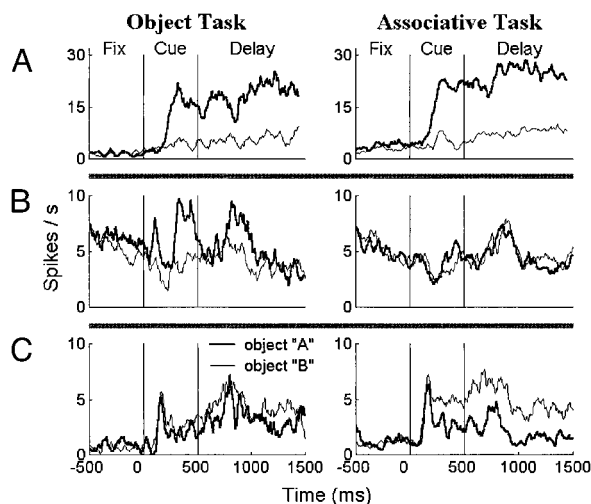 Object Task Associative Task
A
Fix Cue Delay Fix Cue Delay
30
15
0
30
15
0
B
Spikes / s
10
5
0
10
5
0
C
object "A"
object "B"
10
5
0
10
5
0
-500 0 500 1000 1500 -500 0 500 1000 1500
Time (ms)